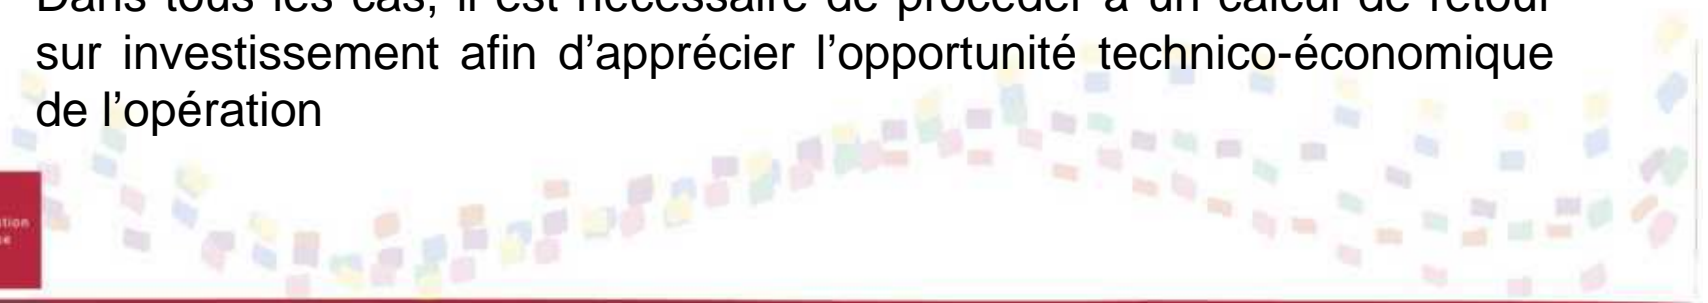 Dans tous les cas, il est nécessaire de procéder à un calcul de retour
sur investissement afin d’apprécier l’opportunité technico-économique
de l’opération